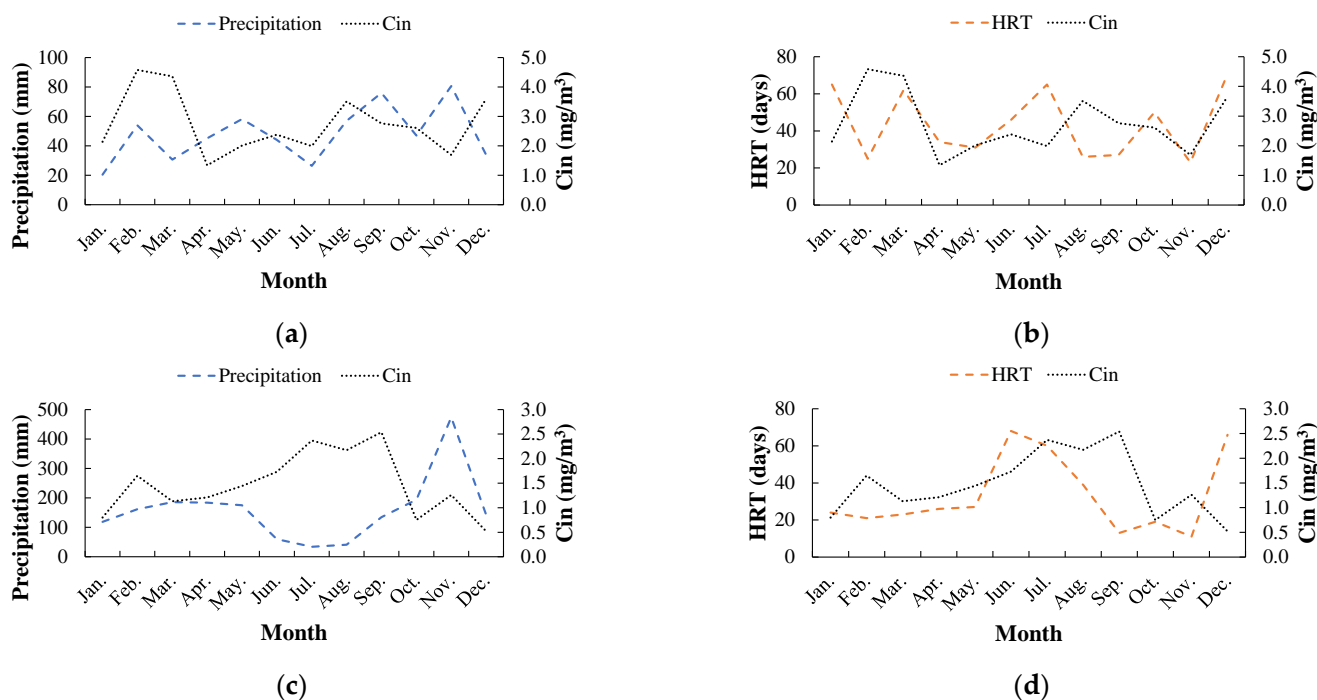 Precipitation Cin
Precipitation (mm)
100
80
60
40
20
0
5.0
4.0
3.0
2.0
1.0
0.0
Cin (mg/m³)
Jan. Feb. Mar. Apr. May. Jun. Jul. Aug. Sep. Oct. Nov. Dec.
Month
(a)
HRT Cin
HRT (days)
80
60
40
20
0
5.0
4.0
3.0
2.0
1.0
0.0
Cin (mg/m³)
Jan. Feb. Mar. Apr. May. Jun. Jul. Aug. Sep. Oct. Nov. Dec.
Month
(b)
Precipitation Cin
Precipitation (mm)
500
400
300
200
100
0
3.0
2.5
2.0
1.5
1.0
0.5
0.0
Cin (mg/m³)
Jan. Feb. Mar. Apr. May. Jun. Jul. Aug. Sep. Oct. Nov. Dec.
Month
(c)
HRT Cin
HRT (days)
80
60
40
20
0
3.0
2.5
2.0
1.5
1.0
0.5
0.0
Cin (mg/m³)
Jan. Feb. Mar. Apr. May. Jun. Jul. Aug. Sep. Oct. Nov. Dec.
Month
(d)